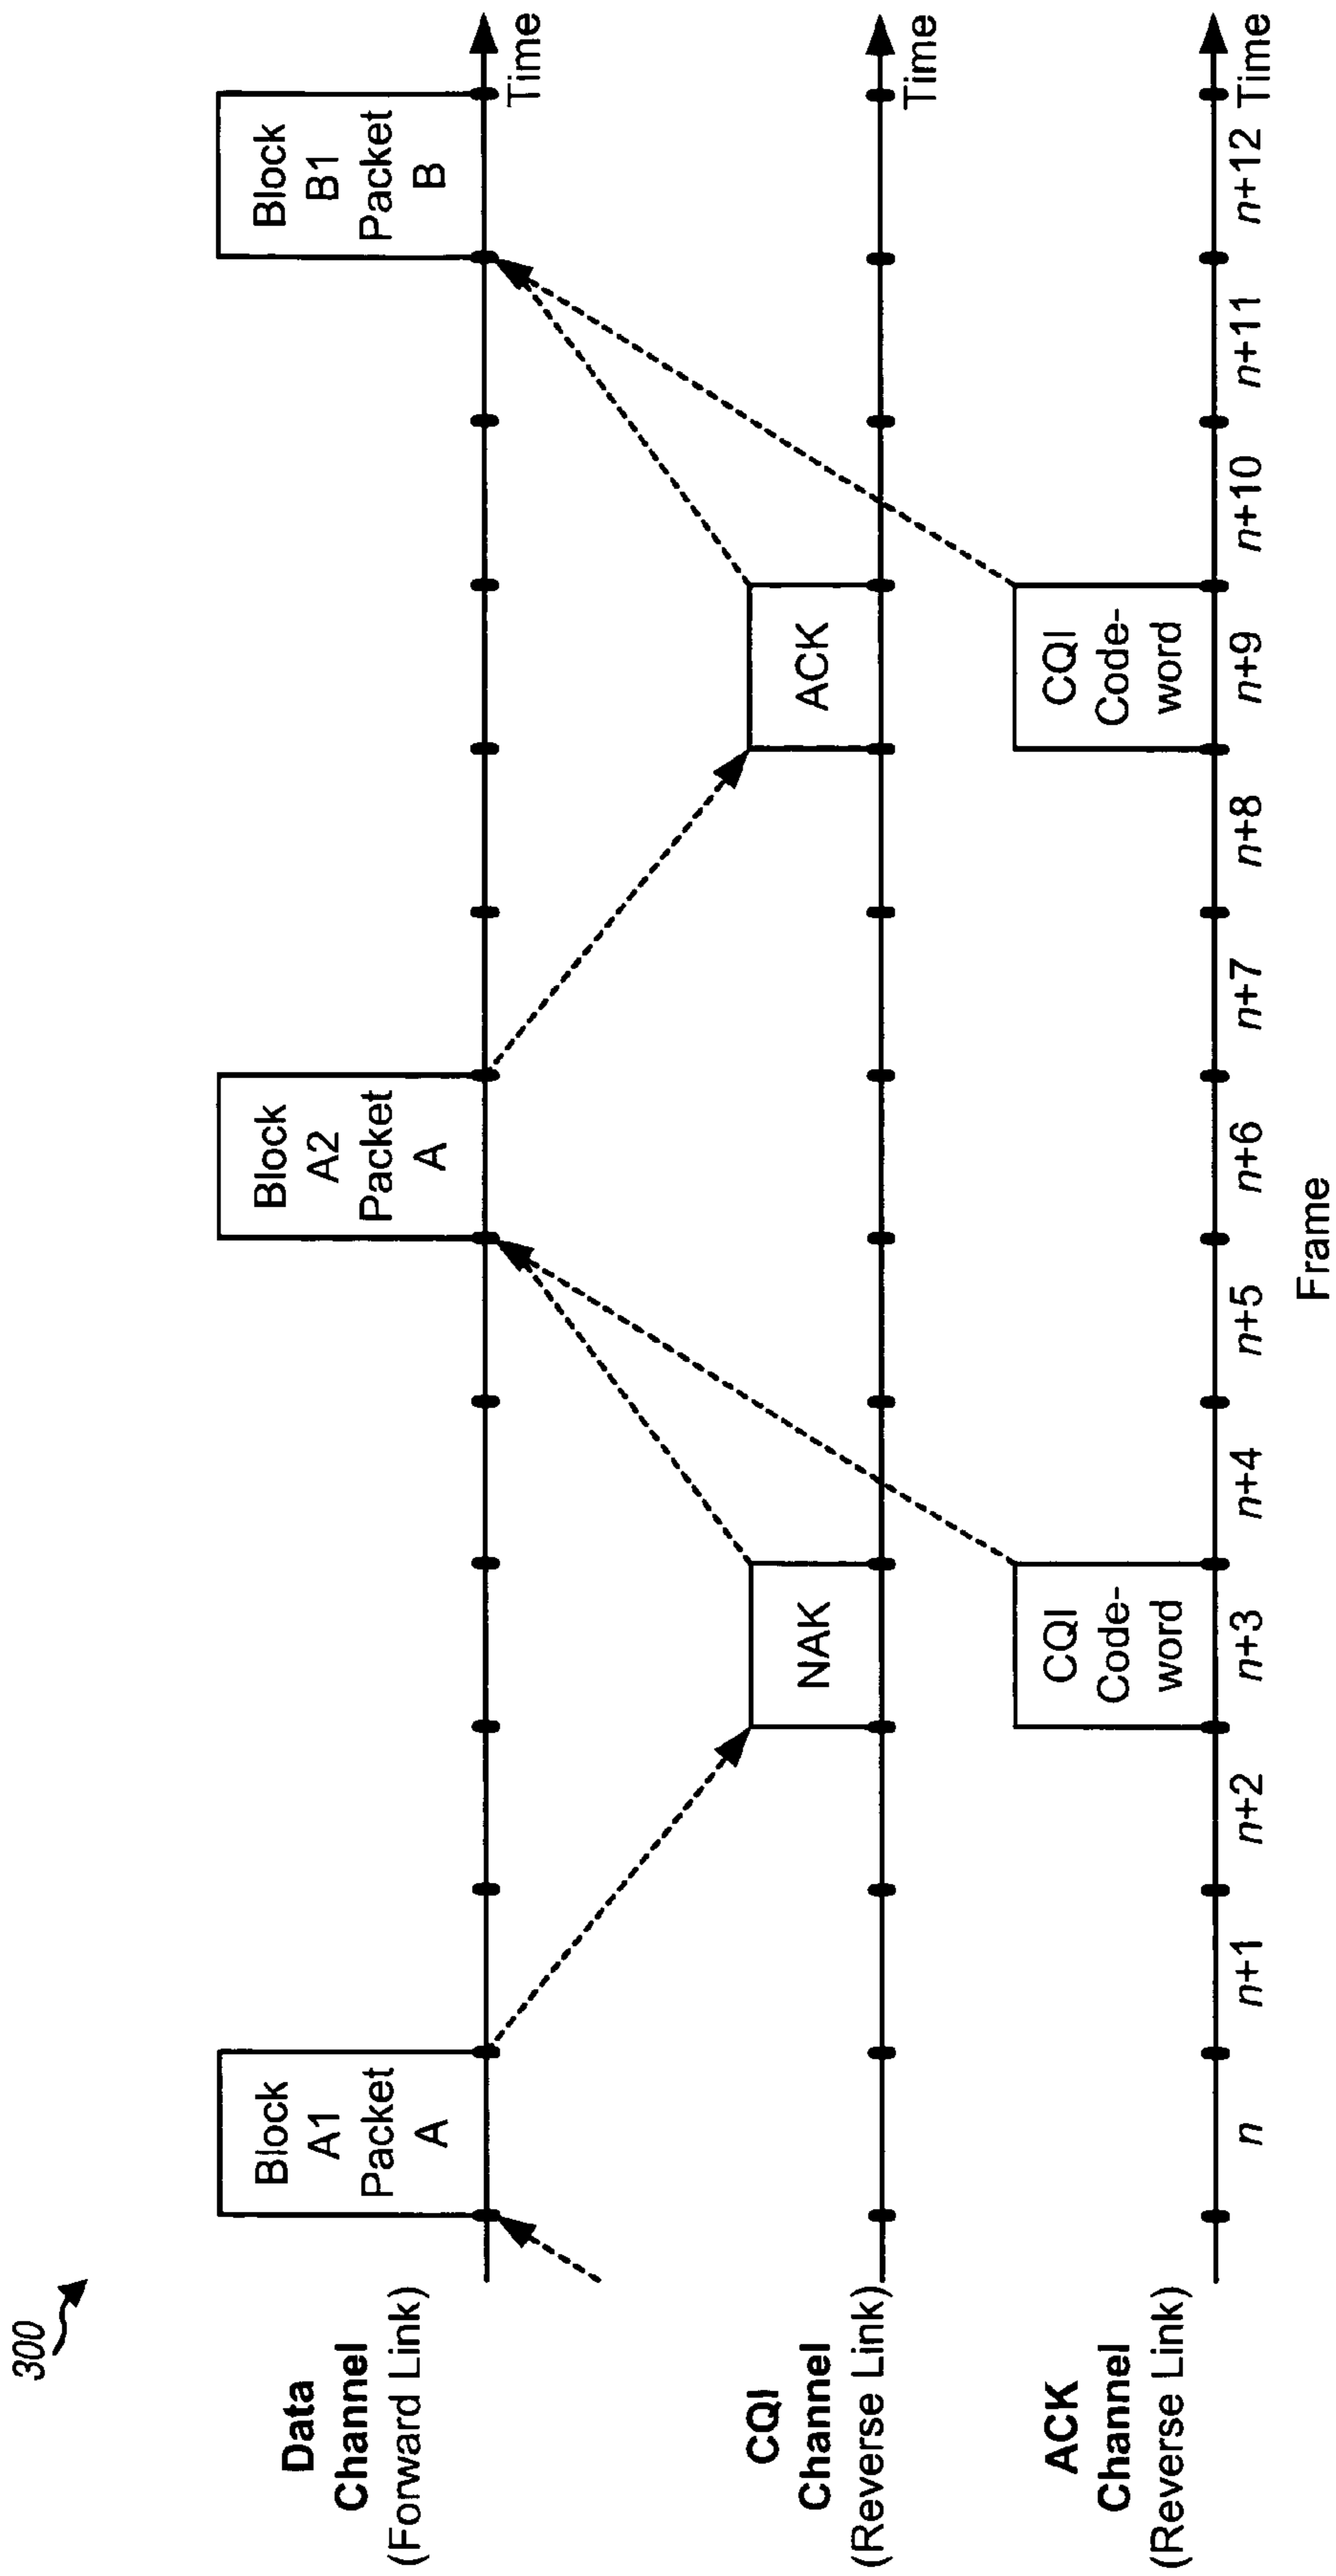 300
Data
Channel
(Forward Link)
Block
A1
Packet
A
Block
A2
Packet
A
Block
B1
Packet
B
Time
CQI
Channel
(Reverse Link)
NAK
ACK
Time
ACK
Channel
(Reverse Link)
CQI
Code-
word
CQI
Code-
word
n
n+1
n+2
n+3
n+4
n+5
n+6
n+7
n+8
n+9
n+10
n+11
n+12
Time
Frame